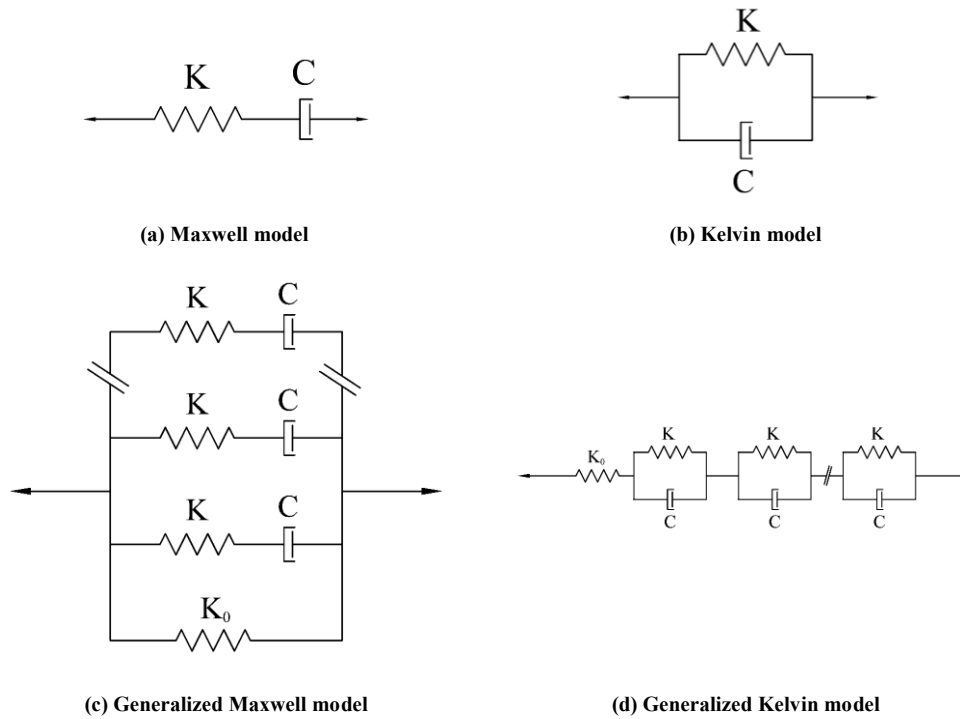 K C
(a) Maxwell model
K
C
(b) Kelvin model
K C
K C
K C
K₀
(c) Generalized Maxwell model
K₀ K K K
C C C
(d) Generalized Kelvin model